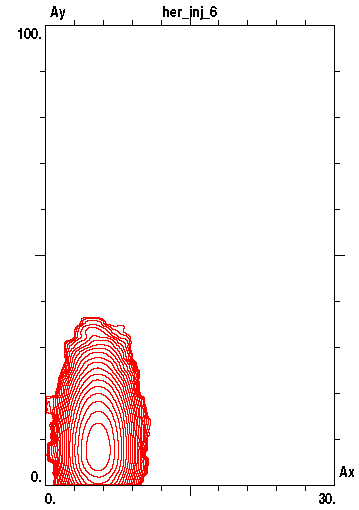 Ay her_inj_6
100.
0. Ax
0. 30.